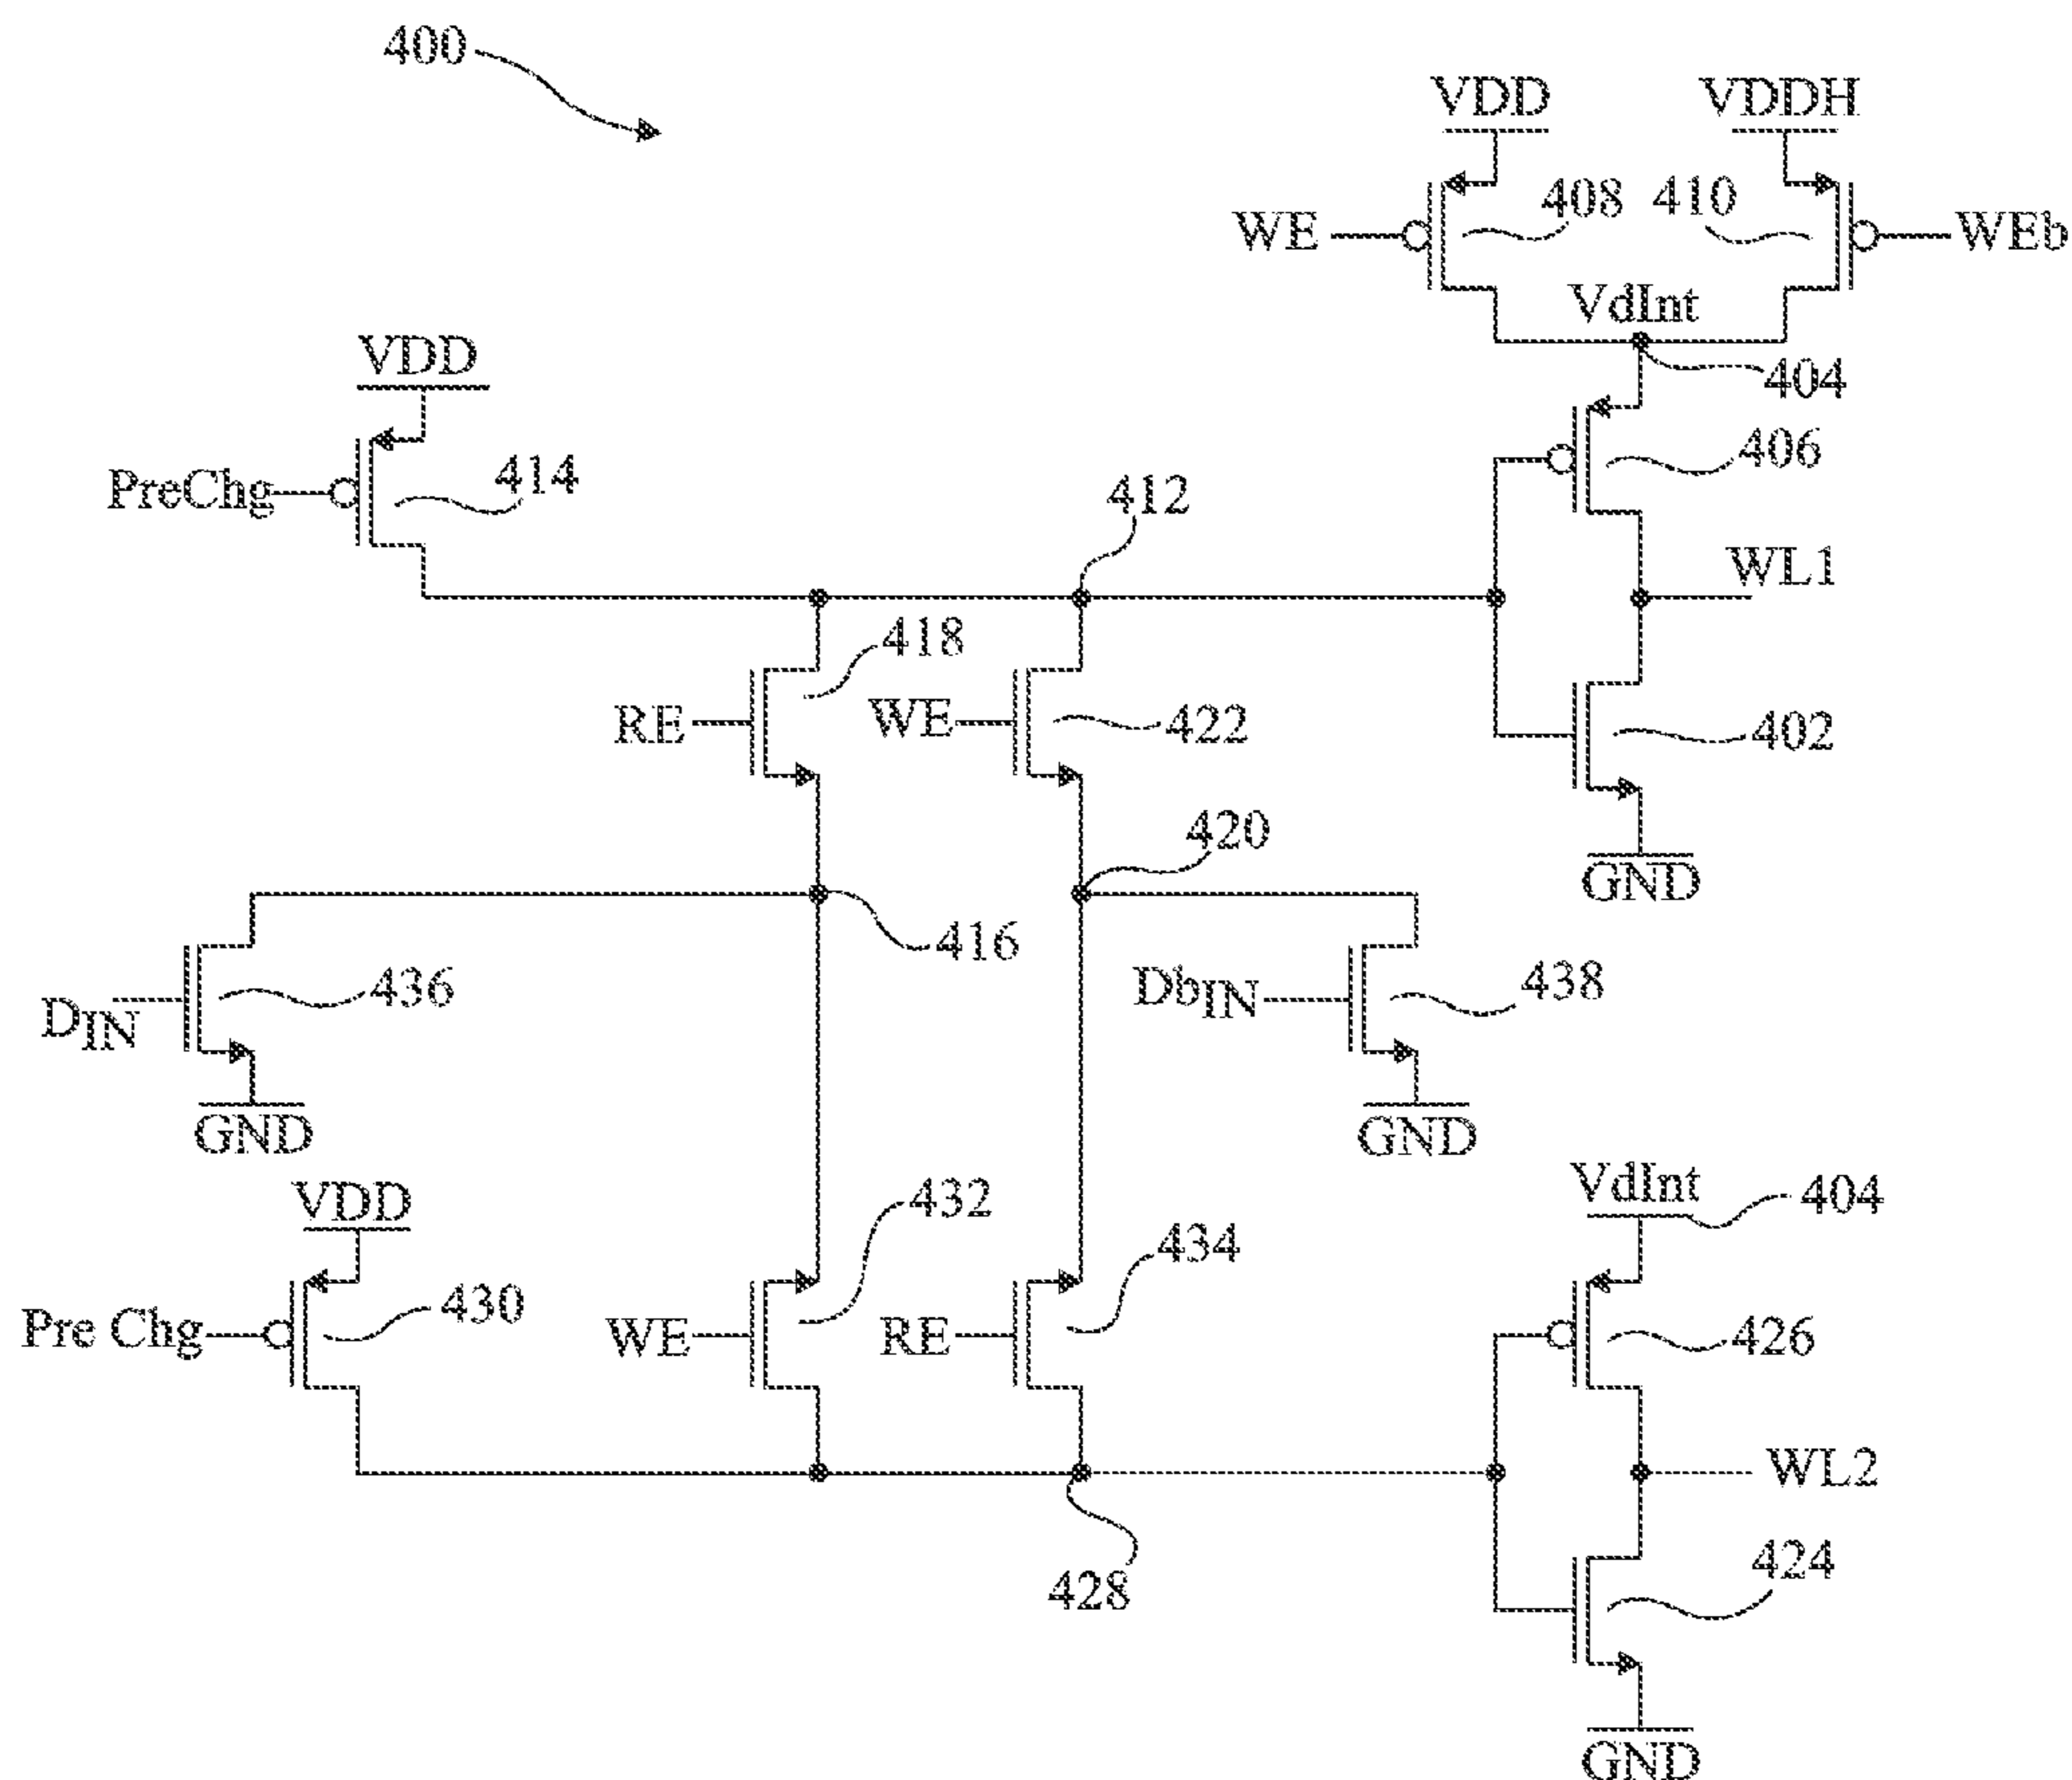 400
VDD VDDH
WE 408 410 WEb
VdInt
VDD
404
PreChg 414 412 406
WL1
418
RE WE 422 402
420
GND
416
DIN 436 DbIN 438
GND GND
VDD 432 VdInt 404
434
Pre Chg 430 WE RE 426
WL2
428 424
GND